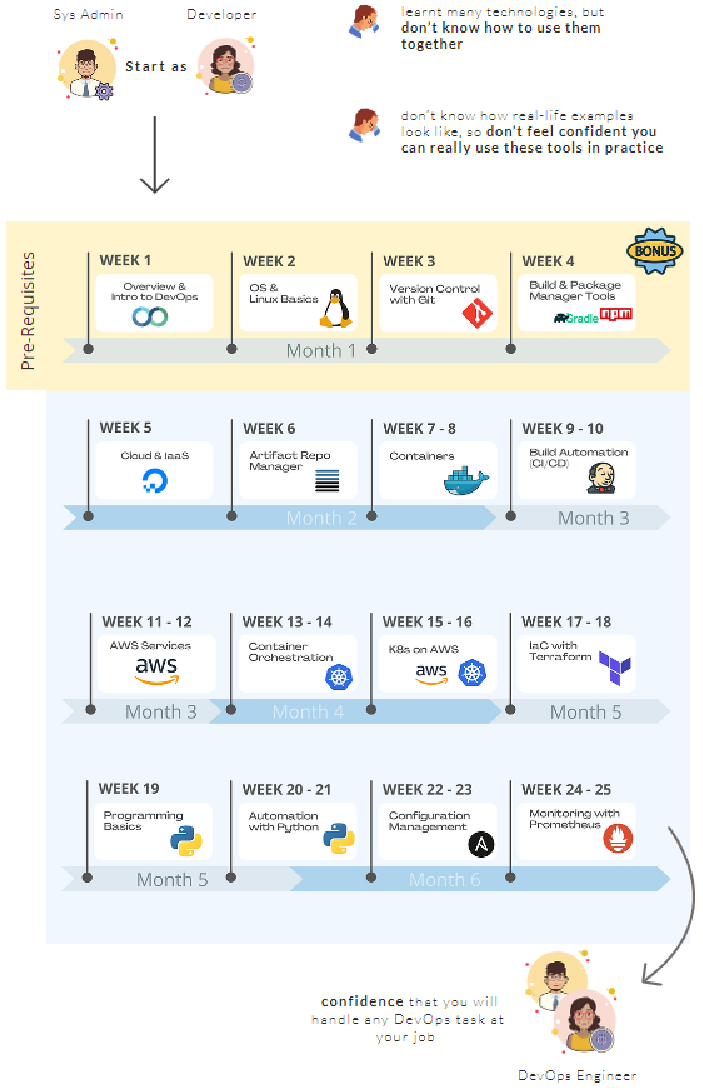 Sys Admin
Developer
Start as
learnt many technologies, but
don't know how to use them
together
don't know how real-life examples
look like, so don't feel confident you
can really use these tools in practice
Pre-Requisites
BONUS
WEEK 1
Overview &
Intro to DevOps
WEEK 2
OS &
Linux Basics
WEEK 3
Version Control
with Git
WEEK 4
Build & Package
Manager Tools
Gradle
npm
Month 1
WEEK 5
Cloud & IaaS
WEEK 6
Artifact Repo
Manager
WEEK 7 - 8
Containers
WEEK 9 - 10
Build Automation
(CI/CD)
Month 2
Month 3
WEEK 11 - 12
AWS Services
aws
WEEK 13 - 14
Container
Orchestration
WEEK 15 - 16
K8s on AWS
aws
WEEK 17 - 18
IaC with
Terraform
Month 3
Month 4
Month 5
WEEK 19
Programming
Basics
WEEK 20 - 21
Automation
with Python
WEEK 22 - 23
Configuration
Management
A
WEEK 24 - 25
Monitoring with
Prometheus
Month 5
Month 6
confidence that you will
handle any DevOps task at
your job
DevOps Engineer